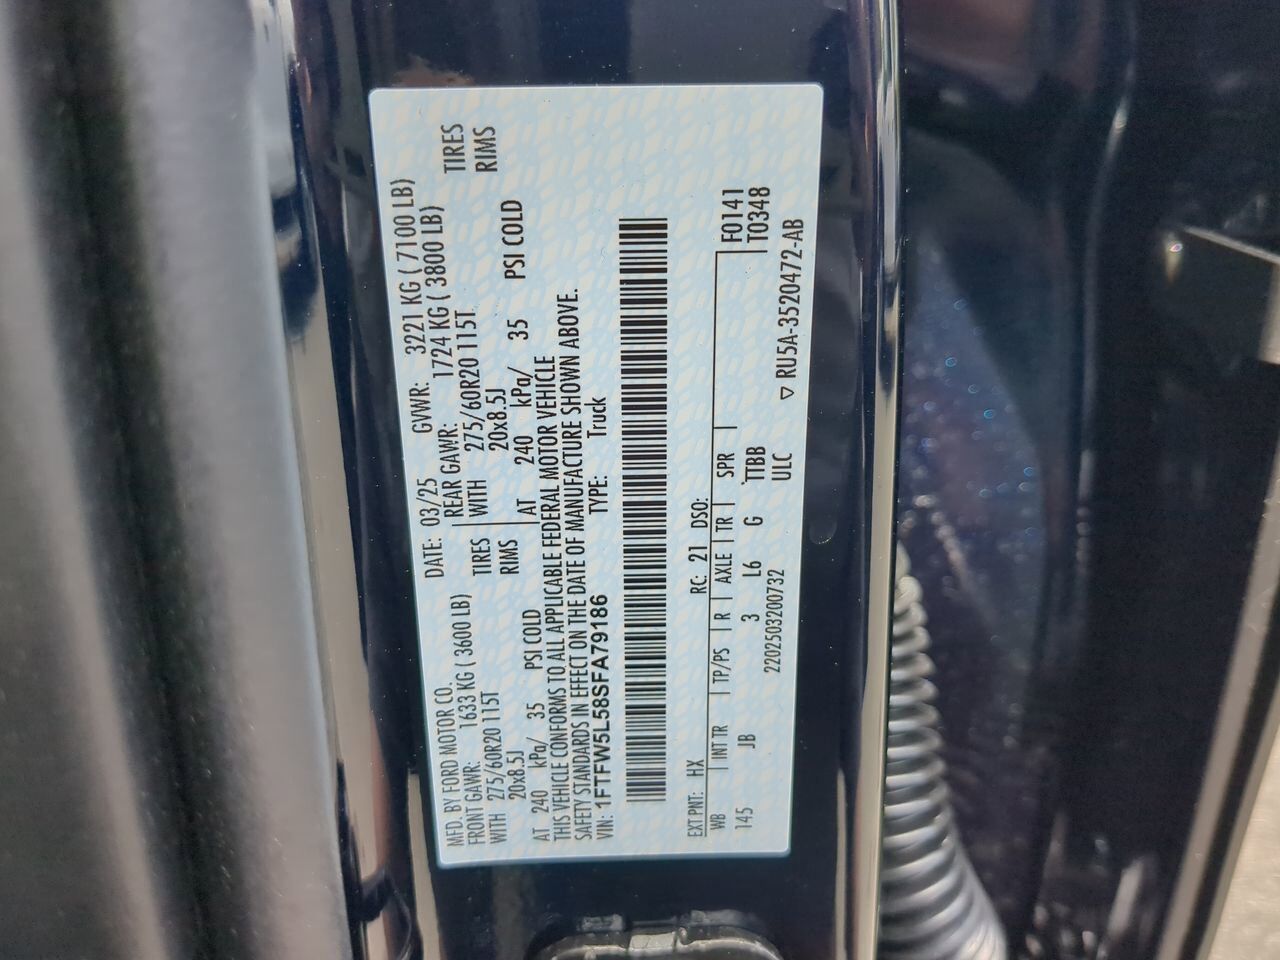 MFD. BY FORD MOTOR CO. DATE: 03/25 GVWR: 3221 KG ( 7100 LB)
FRONT GAWR: 1633 KG ( 3600 LB) REAR GAWR: 1724 KG ( 3800 LB)
WITH 275/60R20 115T TIRES WITH 275/60R20 115T TIRES
20x8.5J RIMS 20x8.5J RIMS
AT 240 kPa/ 35 PSI COLD AT 240 kPa/ 35 PSI COLD
THIS VEHICLE CONFORMS TO ALL APPLICABLE FEDERAL MOTOR VEHICLE
SAFETY STANDARDS IN EFFECT ON THE DATE OF MANUFACTURE SHOWN ABOVE.
VIN: 1FTFW5L58SFA79186 TYPE: Truck
EXT PNT: HX RC: 21 DSO:
WB INT TR TP/PS R AXLE TR SPR F0141
145 JB 3 L6 G TTBB T0348
2202503200732 ULC ▽ RU5A-3520472-AB